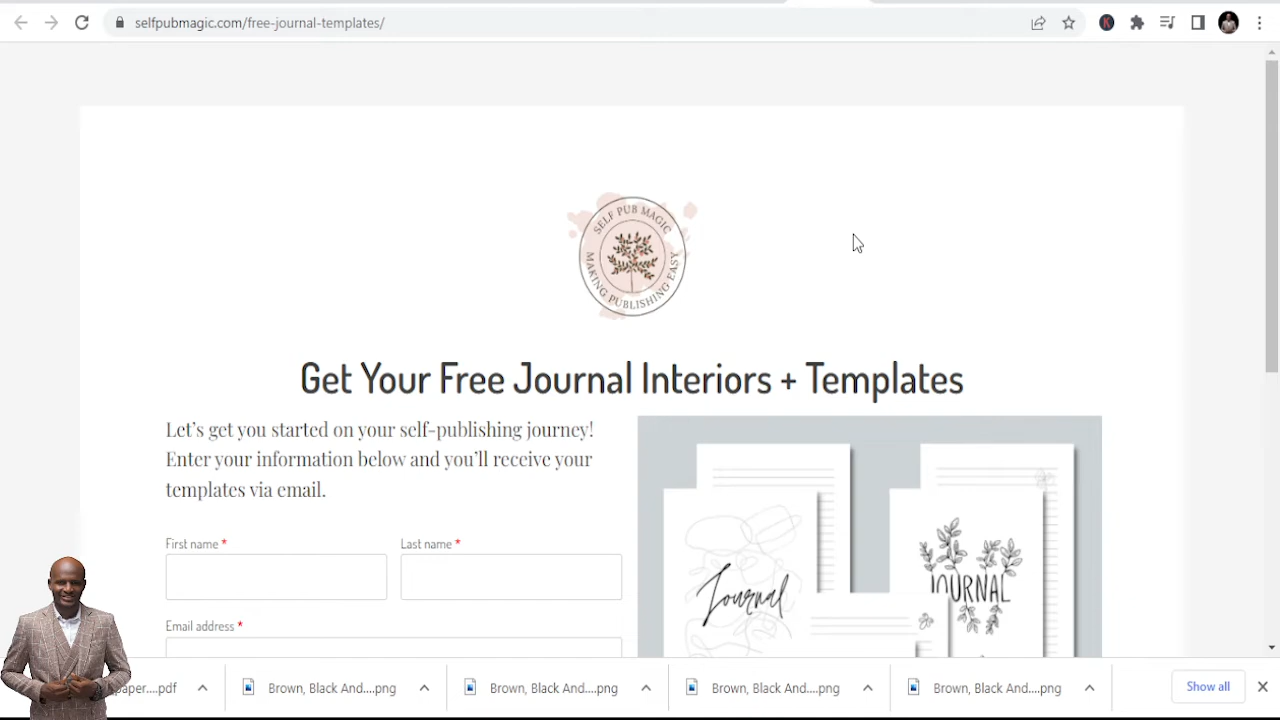 selfpubmagic.com/free-journal-templates/
K
SELF PUB MAGIC
MAKING PUBLISHING EASY
Get Your Free Journal Interiors + Templates
Let's get you started on your self-publishing journey!
Enter your information below and you'll receive your
templates via email.
First name *
Last name *
Email address *
Journal
JOURNAL
paper....pdf
Brown, Black And....png
Brown, Black And....png
Brown, Black And....png
Brown, Black And....png
Show all